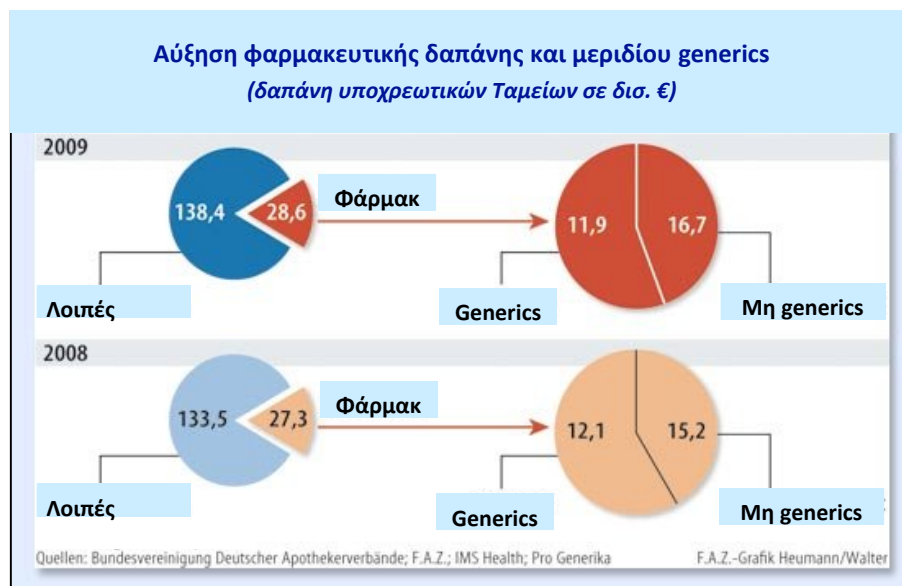 Αύξηση φαρμακευτικής δαπάνης και μεριδίου generics
(δαπάνη υποχρεωτικών Ταμείων σε δισ. €)
2009
138,4
28,6
Φάρμακ
11,9
16,7
Λοιπές
Generics
Μη generics
2008
133,5
27,3
Φάρμακ
12,1
15,2
Λοιπές
Generics
Μη generics
Quellen: Bundesvereinigung Deutscher Apothekerverbände; F.A.Z.; IMS Health; Pro Generika
F.A.Z.-Grafik Heumann/Walter